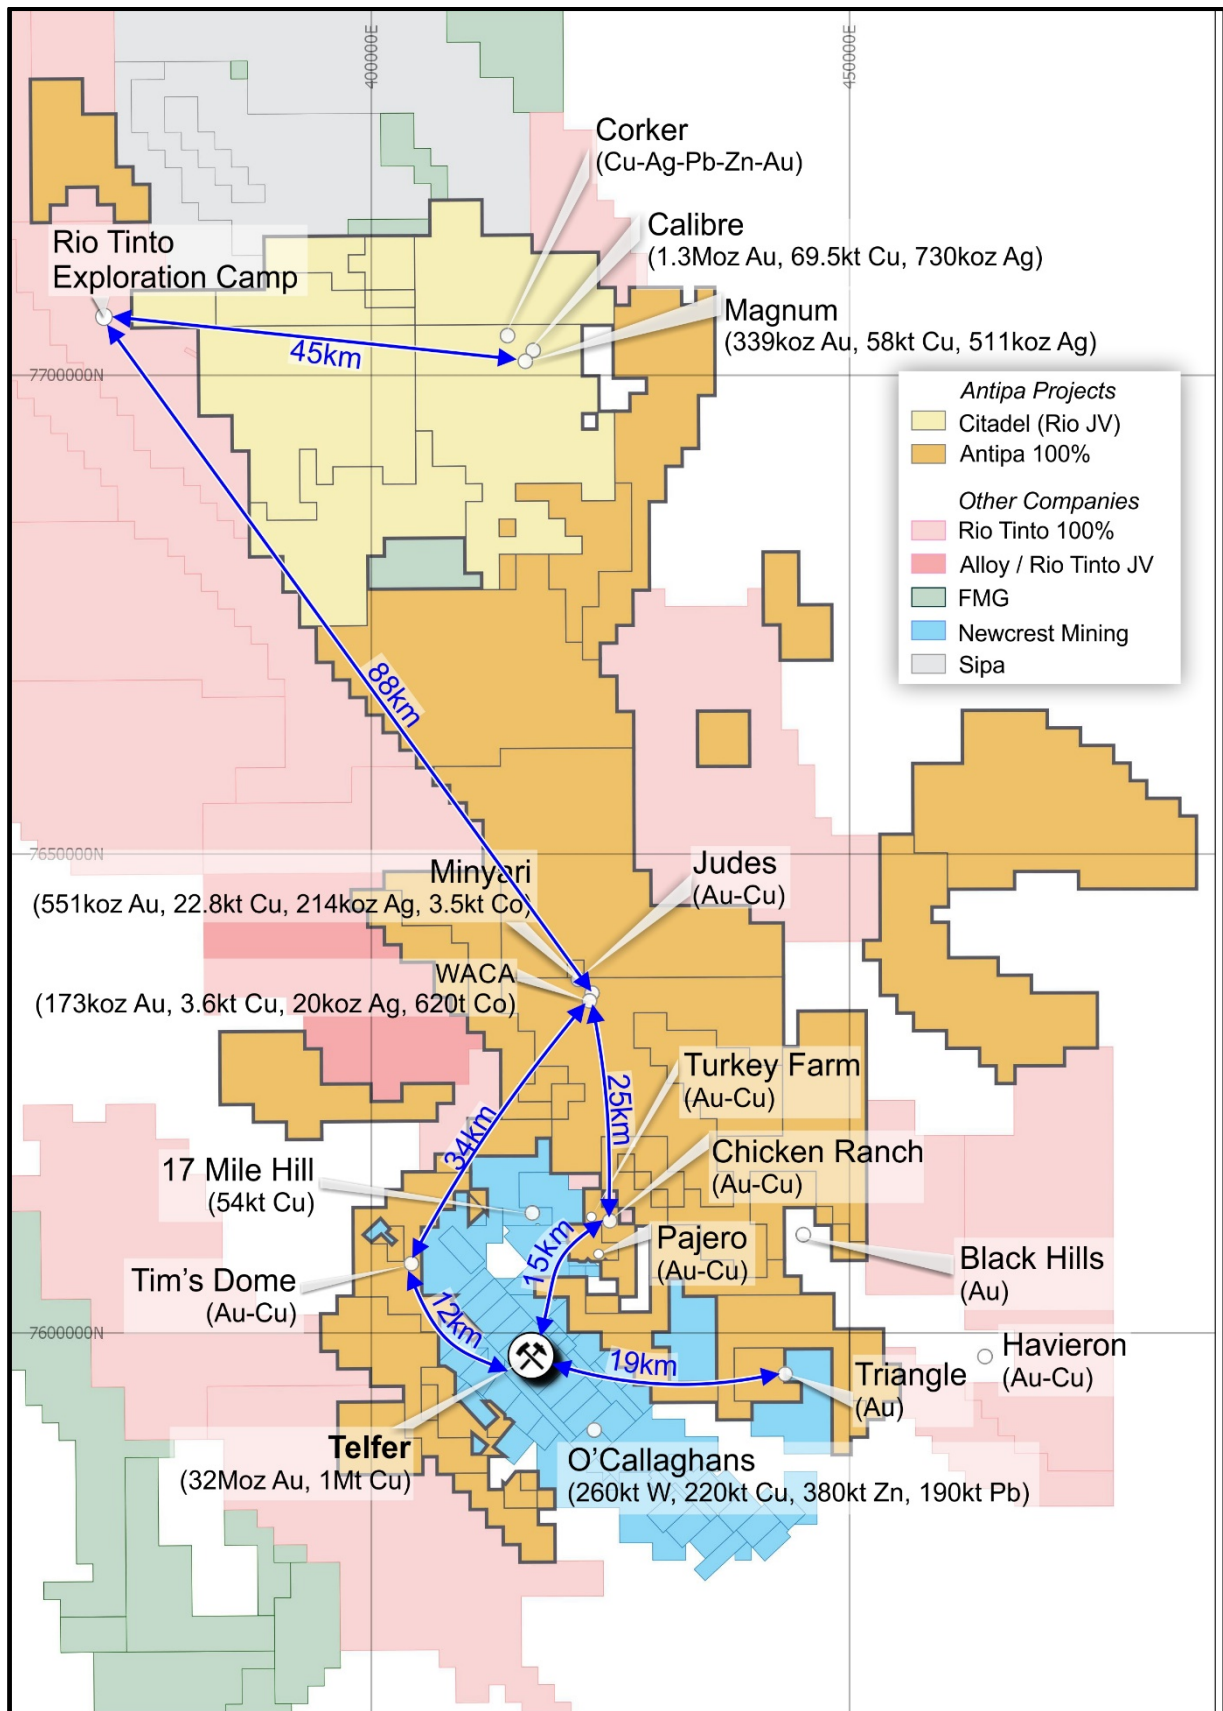 400000E
450000E
Corker
(Cu-Ag-Pb-Zn-Au)
Calibre
(1.3Moz Au, 69.5kt Cu, 730koz Ag)
Rio Tinto
Exploration Camp
Magnum
(339koz Au, 58kt Cu, 511koz Ag)
45km
7700000N
Antipa Projects
Citadel (Rio JV)
Antipa 100%
Other Companies
Rio Tinto 100%
Alloy / Rio Tinto JV
FMG
Newcrest Mining
Sipa
88km
7650000N
Minyari
(551koz Au, 22.8kt Cu, 214koz Ag, 3.5kt Co)
Judes
(Au-Cu)
WACA
(173koz Au, 3.6kt Cu, 20koz Ag, 620t Co)
25km
34km
Turkey Farm
(Au-Cu)
Chicken Ranch
(Au-Cu)
17 Mile Hill
(54kt Cu)
15km
Pajero
(Au-Cu)
Black Hills
(Au)
Tim's Dome
(Au-Cu)
12km
7600000N
19km
Havieron
(Au-Cu)
Triangle
(Au)
Telfer
(32Moz Au, 1Mt Cu)
O'Callaghans
(260kt W, 220kt Cu, 380kt Zn, 190kt Pb)